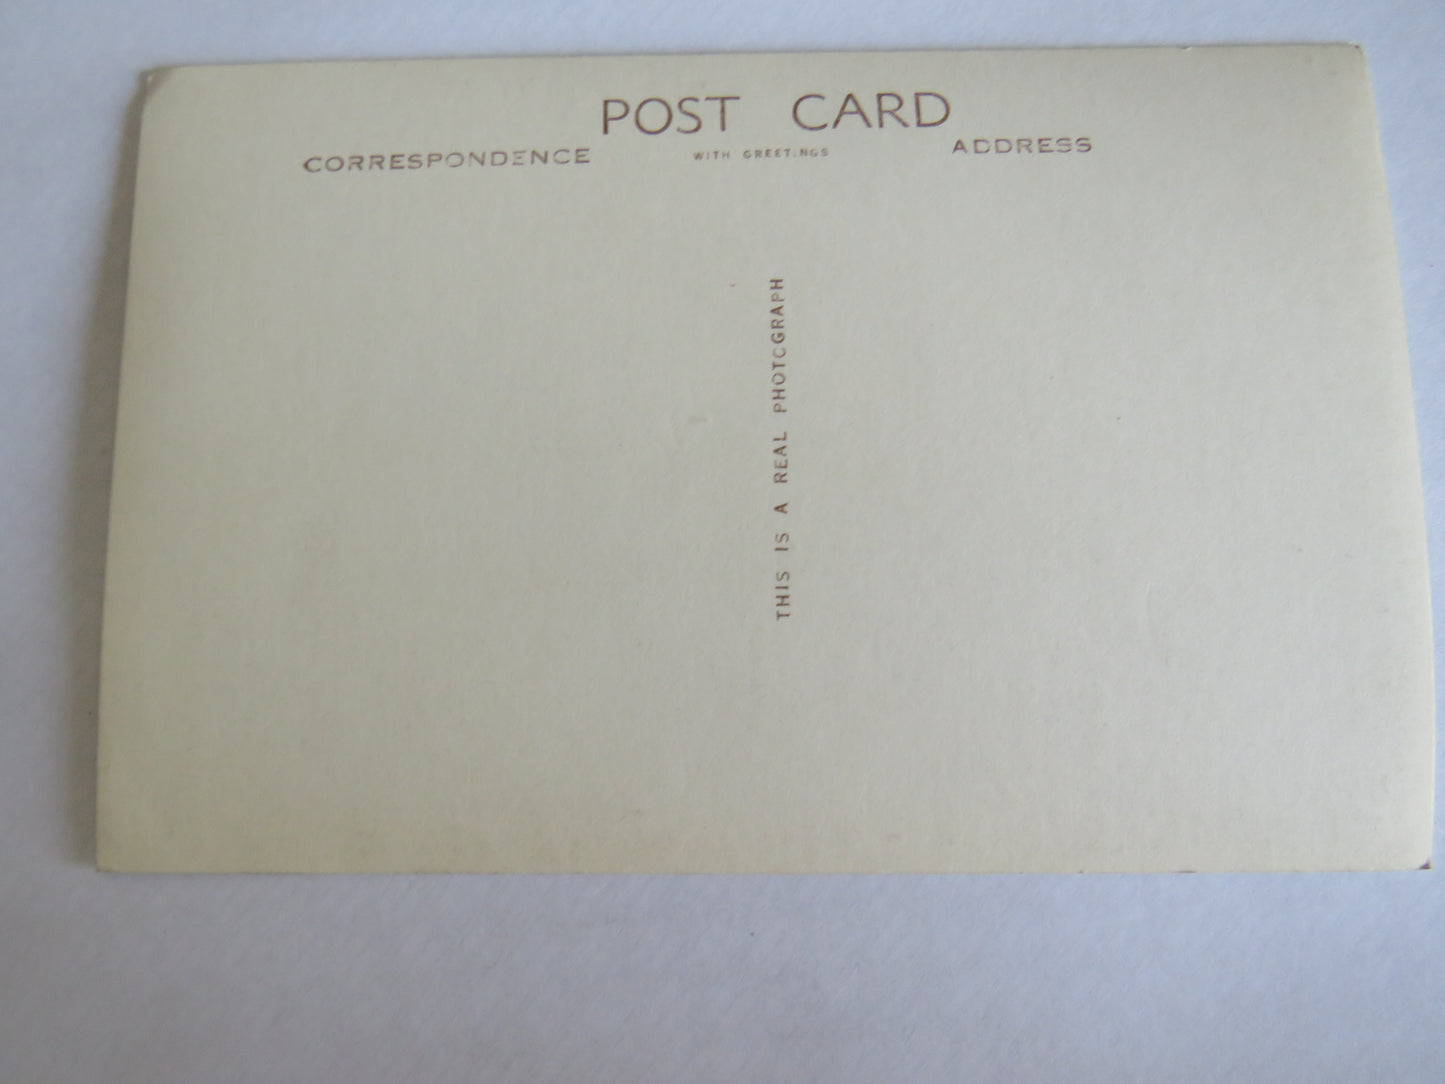 POST CARD
CORRESPONDENCE
WITH GREETINGS
ADDRESS
THIS IS A REAL PHOTOGRAPH